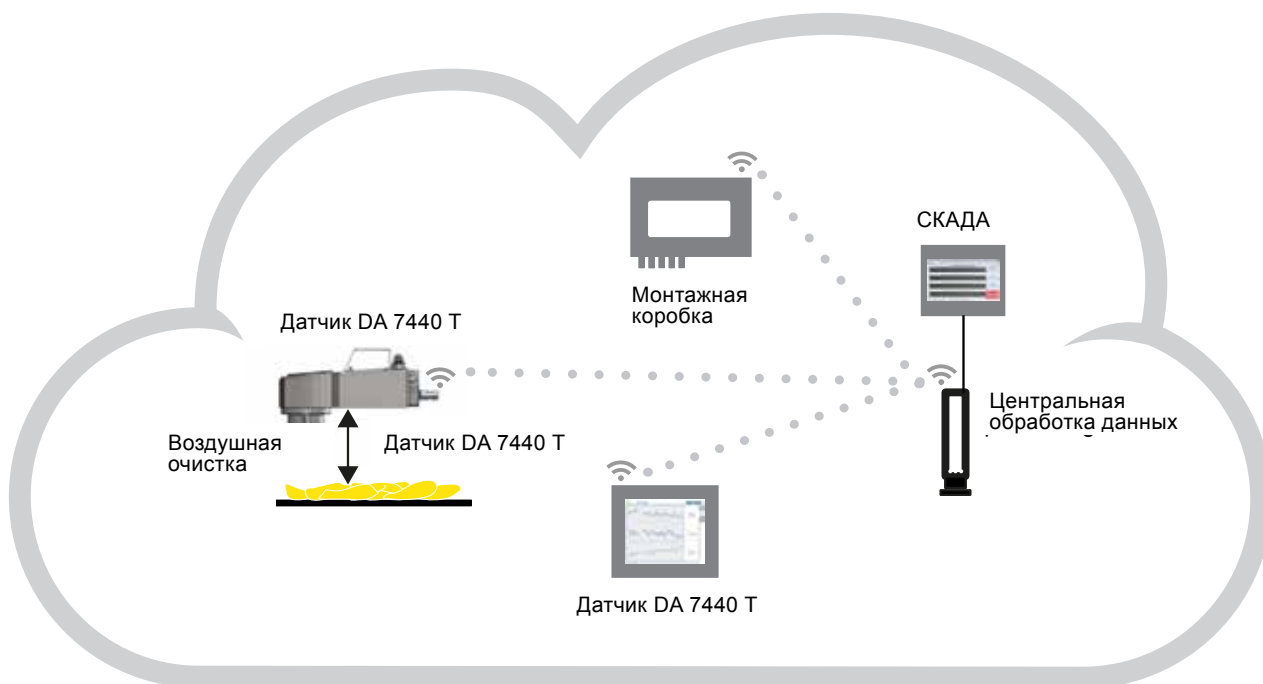 СКАДА
Монтажная
коробка
Датчик DA 7440 T
Воздушная
очистка
Датчик DA 7440 T
Центральная
обработка данных
Датчик DA 7440 T